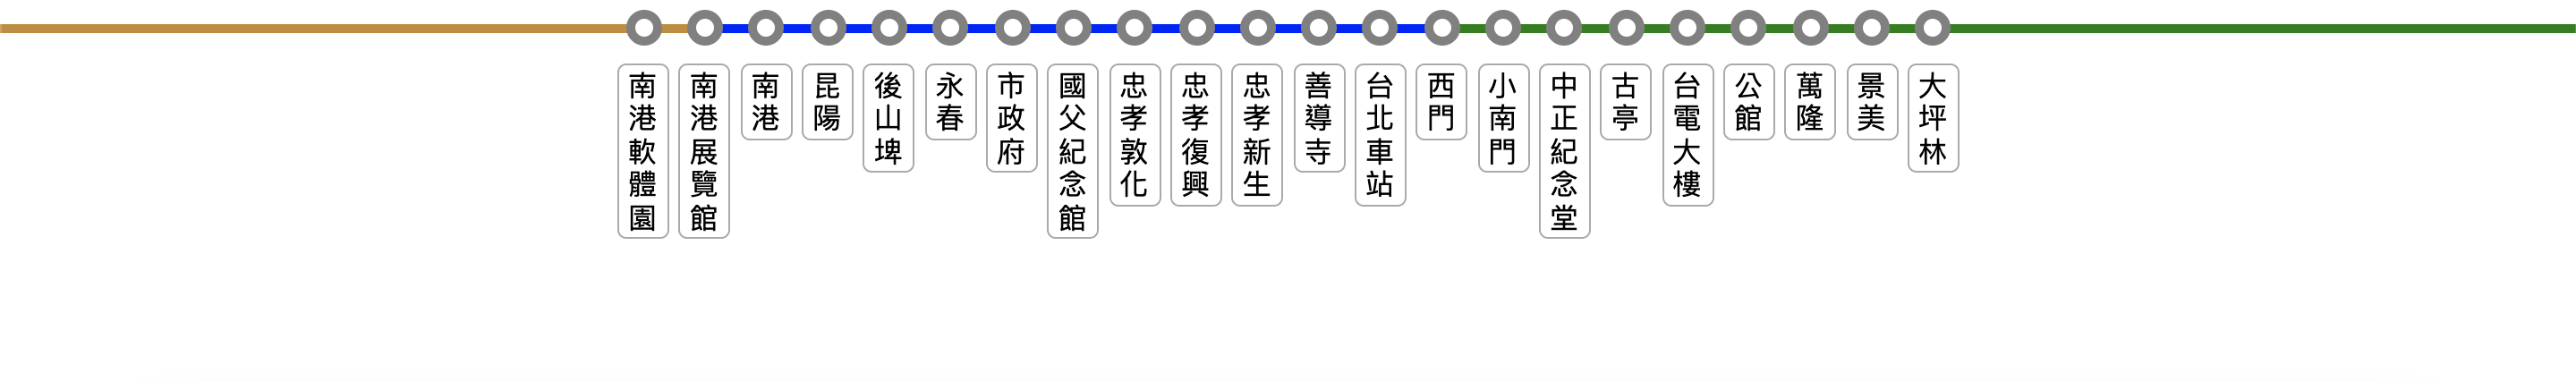 南港軟體園
南港展覽館
南港
昆陽
後山埤
永春
市政府
國父紀念館
忠孝敦化
忠孝復興
忠孝新生
善導寺
台北車站
西門
小南門
中正紀念堂
古亭
台電大樓
公館
萬隆
景美
大坪林